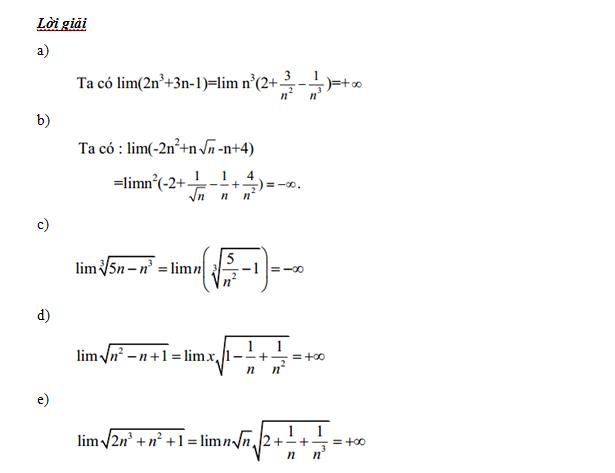 Lời giải
a)
Ta có lim(2n³+3n-1)=lim n³(2+3/n²−1/n³)=+∞
b)
Ta có : lim(-2n²+n√n -n+4)
=limn²(-2+1/√n−1/n+4/n²)=−∞.
c)
lim∛(5n−n³)=lim n(∛(5/n²−1))=−∞
d)
lim√(n²−n+1)=lim x√(1−1/n+1/n²)=+∞
e)
lim√(2n³+n²+1)=lim n√n√(2+1/n+1/n³)=+∞